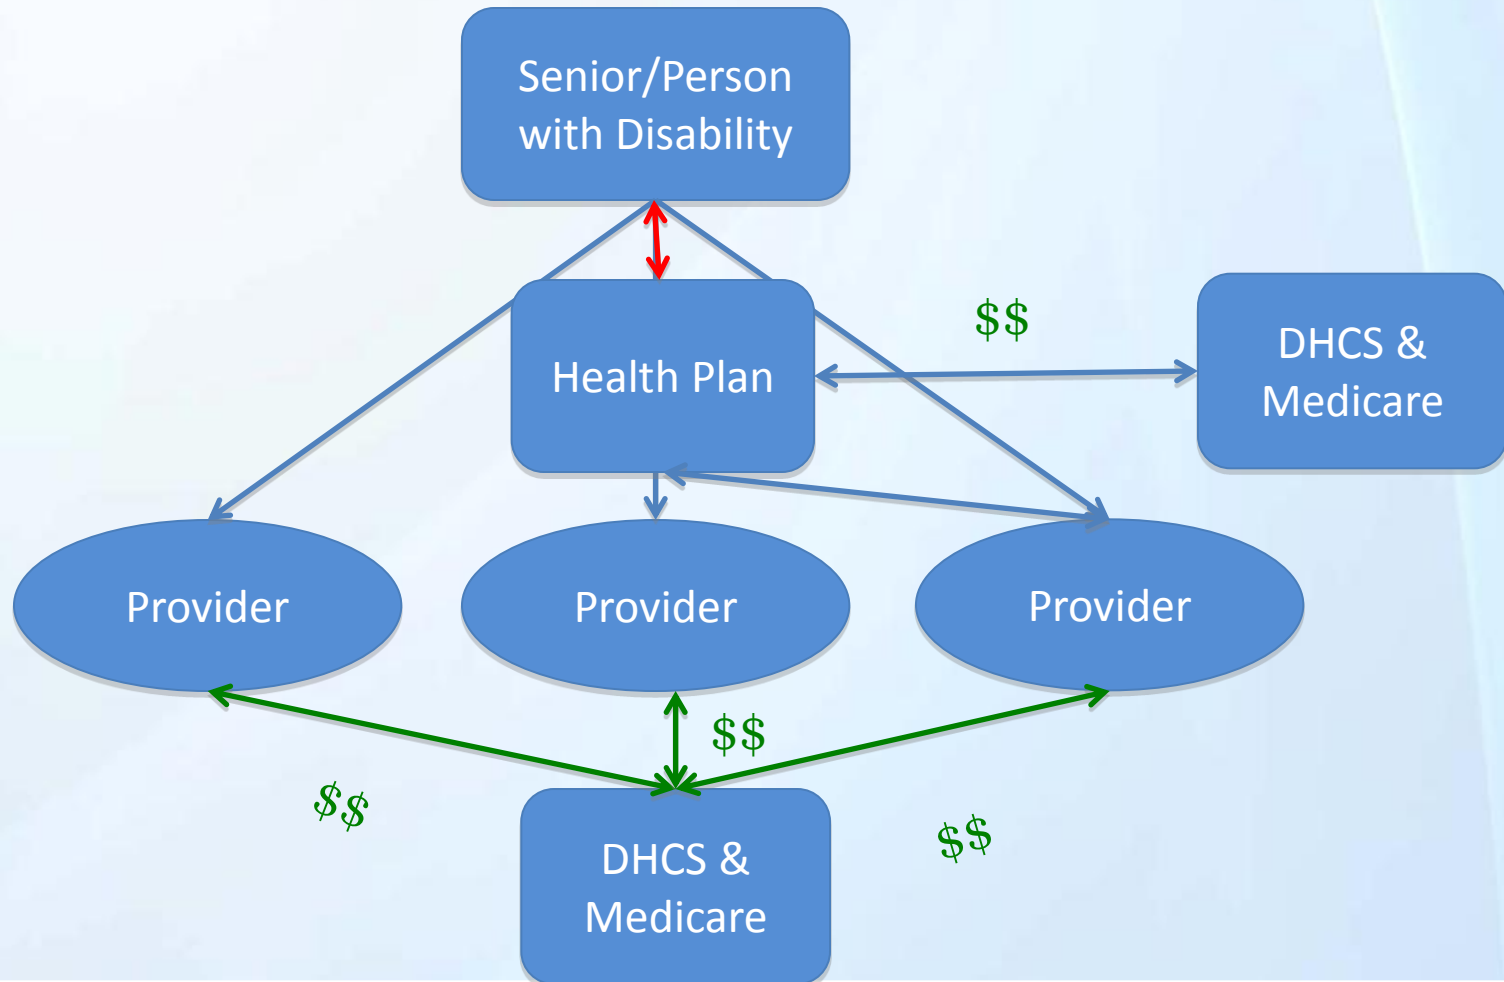 Senior/Person
with Disability
$$
Health Plan
DHCS &
Medicare
Provider
Provider
Provider
$$
$$
$$
DHCS &
Medicare